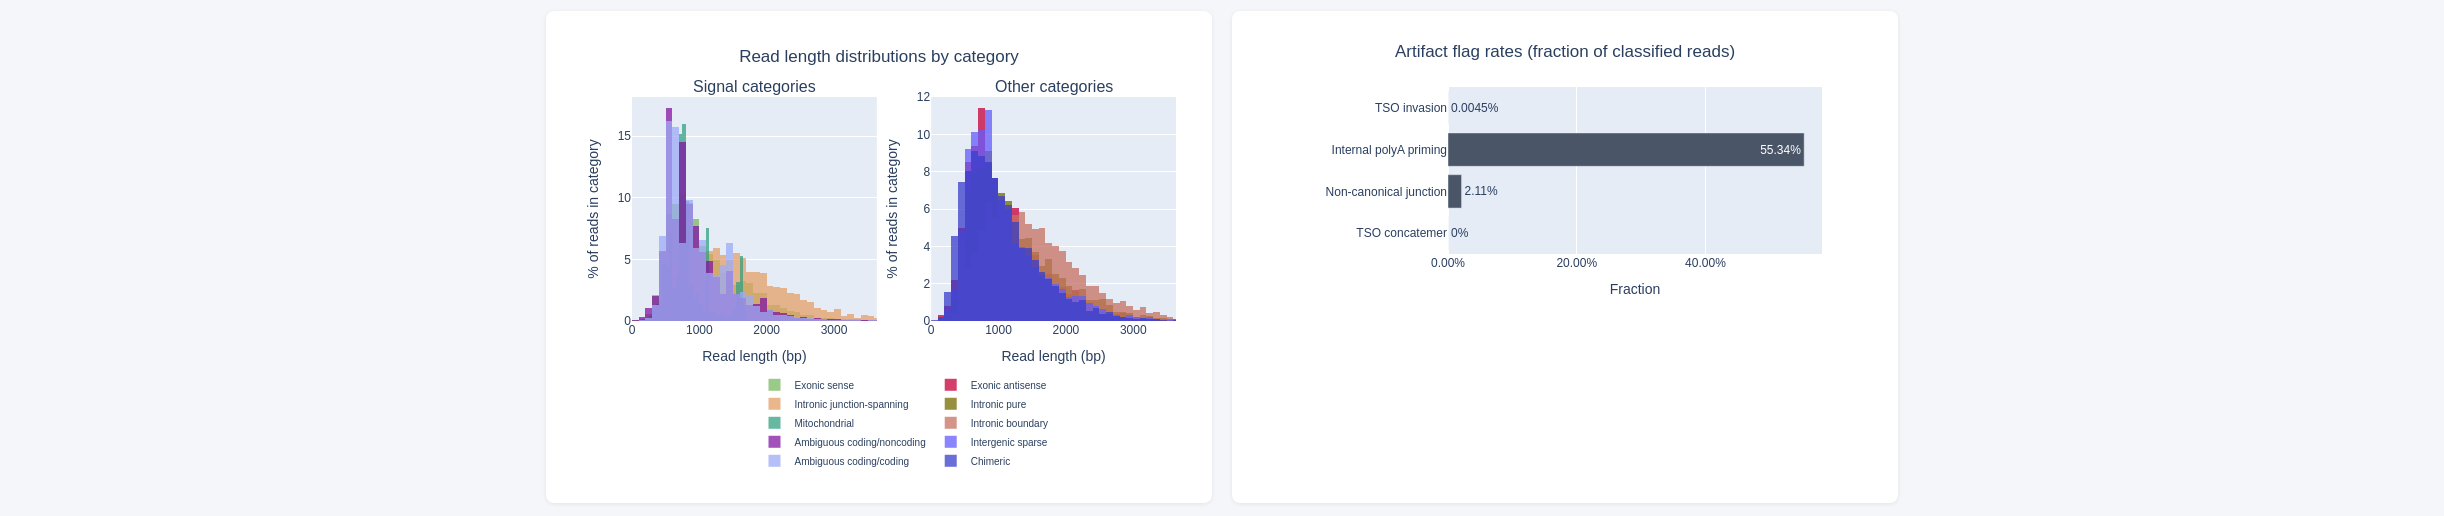 Read length distributions by category
Signal categories
Other categories
% of reads in category
15
10
5
0
0
1000
2000
3000
Read length (bp)
% of reads in category
12
10
8
6
4
2
0
0
1000
2000
3000
Read length (bp)
Exonic sense
Intronic junction-spanning
Mitochondrial
Ambiguous coding/noncoding
Ambiguous coding/coding
Exonic antisense
Intronic pure
Intronic boundary
Intergenic sparse
Chimeric
Artifact flag rates (fraction of classified reads)
TSO invasion 0.0045%
Internal polyA priming 55.34%
Non-canonical junction 2.11%
TSO concatemer 0%
0.00%
20.00%
40.00%
Fraction